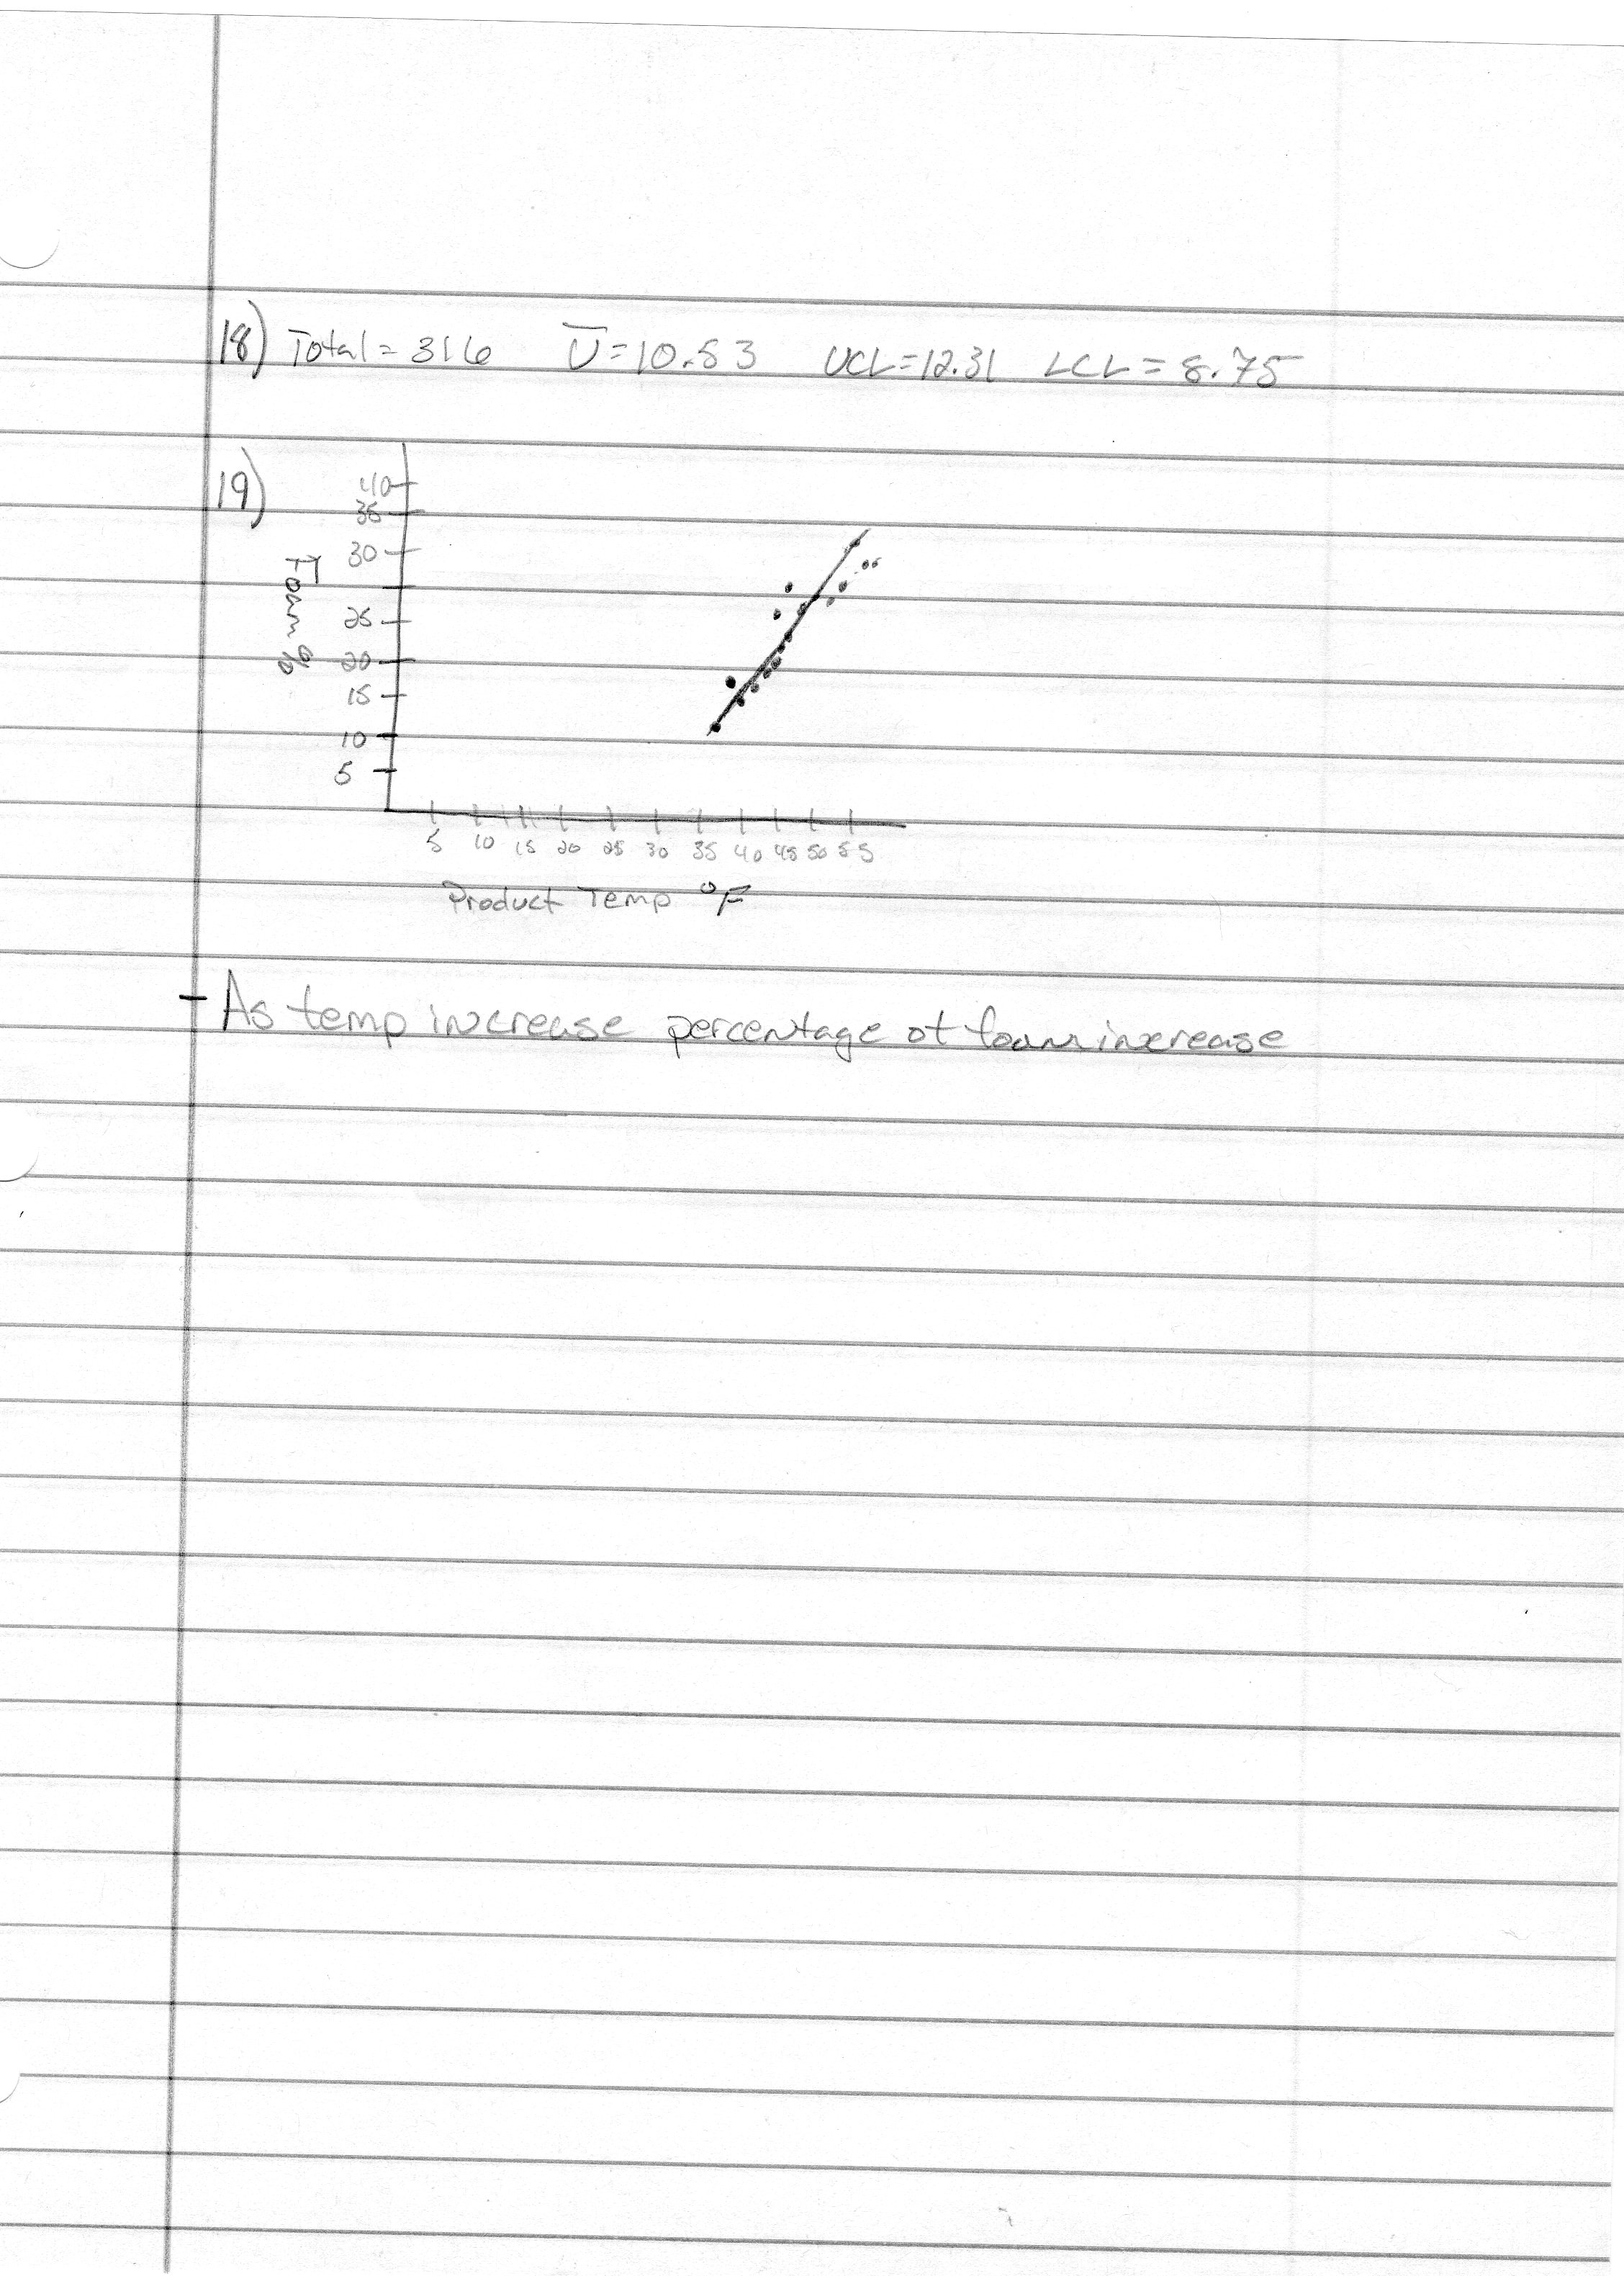 18) Total = 316 Ū = 10.53 UCL = 12.31 LCL = 8.75
19)
40
35
30
25
20
15
10
5
Foam %
5 10 15 20 25 30 35 40 45 50 55
Product Temp °F
- As temp increase percentage of foam increase